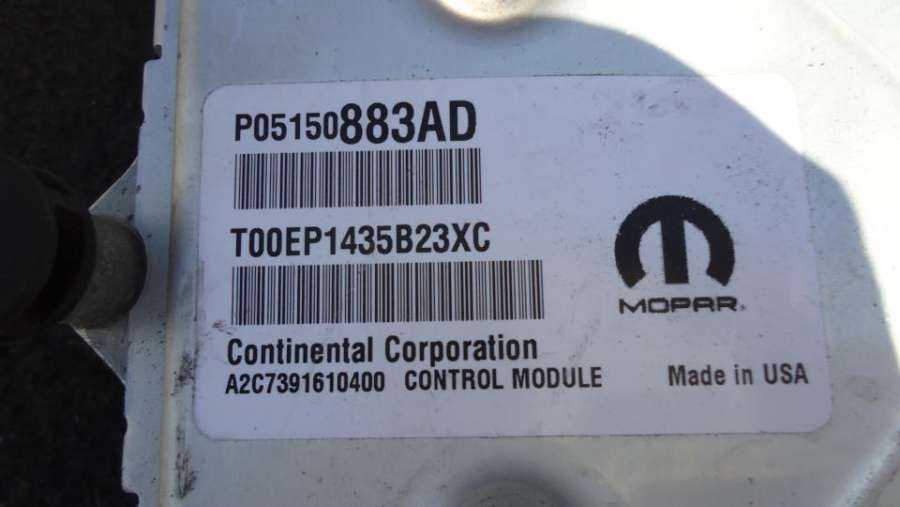 P05150883AD
T00EP1435B23XC
MOPAR®
Continental Corporation
A2C7391610400 CONTROL MODULE Made in USA